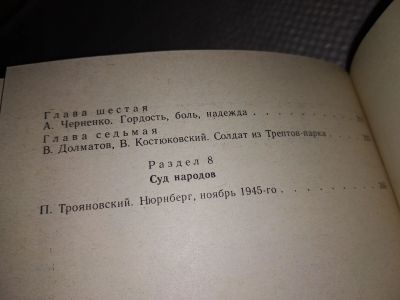 Глава шестая
А. Черненко. Гордость, боль, надежда . . . . . . . .
Глава седьмая
В. Долматов, В. Костюковский. Солдат из Трептов-парка . . . .
Раздел 8
Суд народов
П. Трояновский. Нюрнберг, ноябрь 1945-го . . . . . . . .